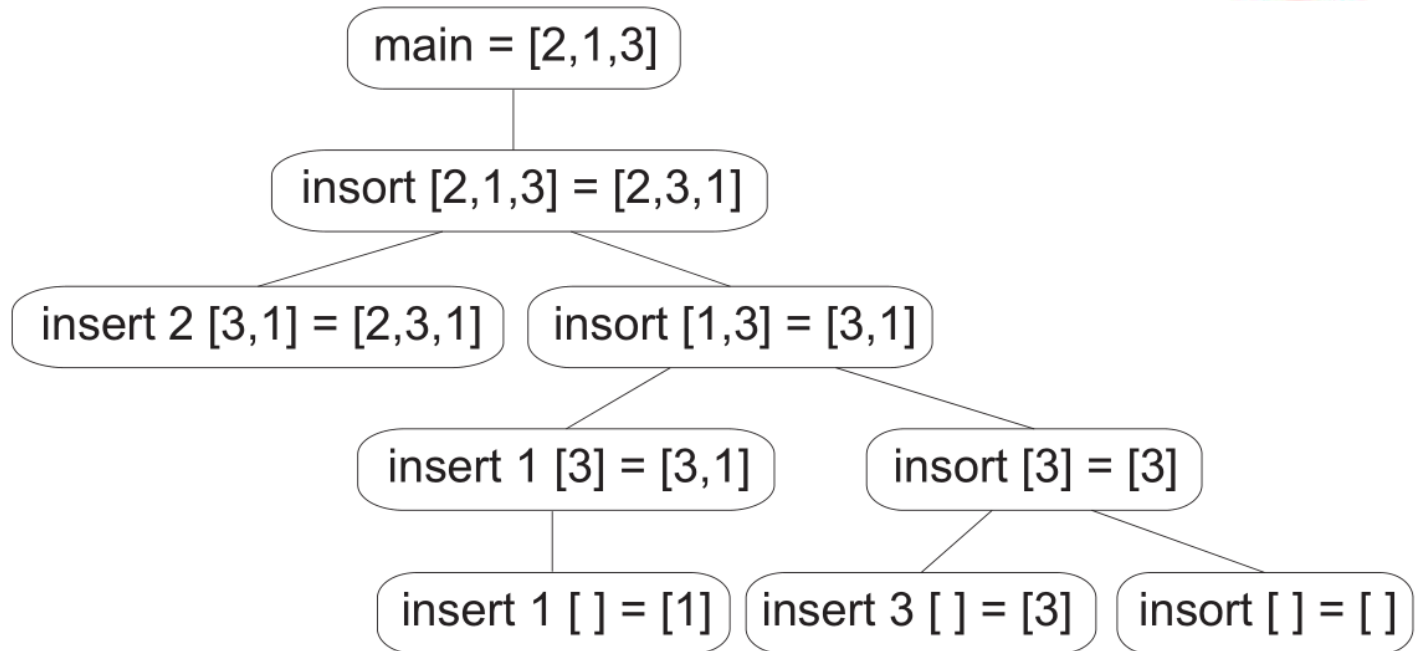 main = [2,1,3]
insort [2,1,3] = [2,3,1]
insert 2 [3,1] = [2,3,1]
insort [1,3] = [3,1]
insert 1 [3] = [3,1]
insort [3] = [3]
insert 1 [ ] = [1]
insert 3 [ ] = [3]
insort [ ] = [ ]